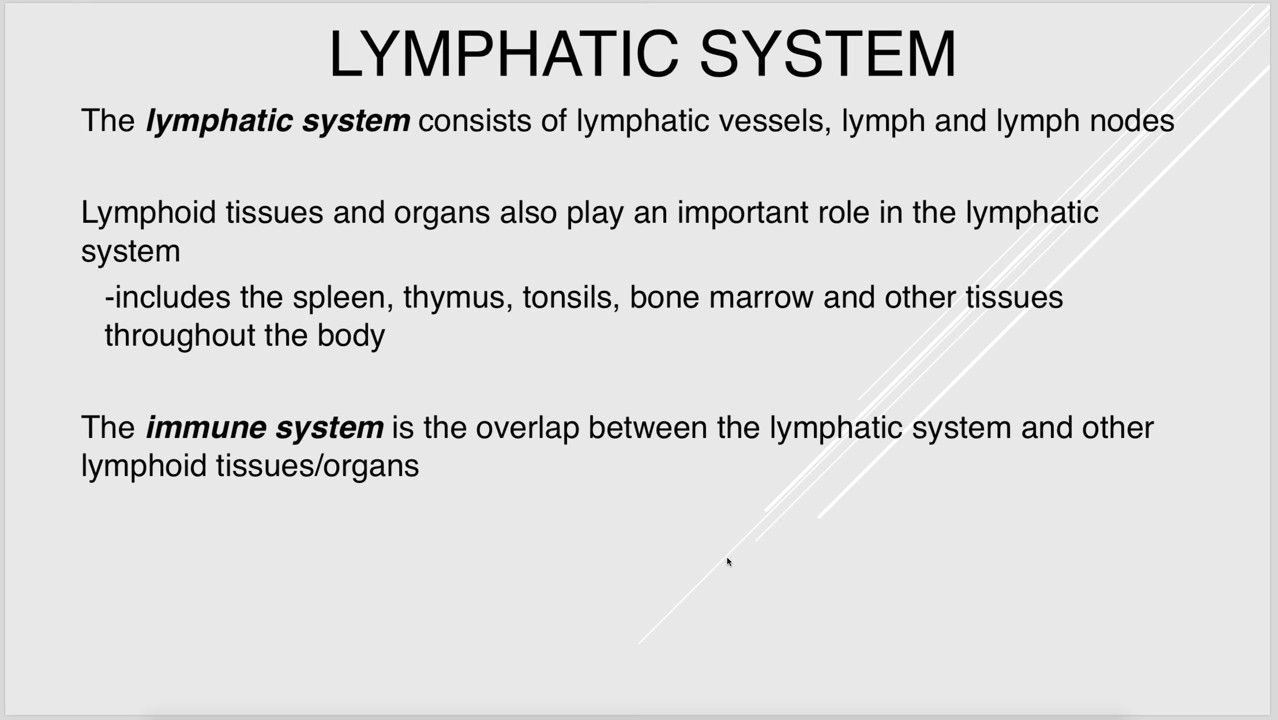 LYMPHATIC SYSTEM
The lymphatic system consists of lymphatic vessels, lymph and lymph nodes
Lymphoid tissues and organs also play an important role in the lymphatic
system
-includes the spleen, thymus, tonsils, bone marrow and other tissues
throughout the body
The immune system is the overlap between the lymphatic system and other
lymphoid tissues/organs